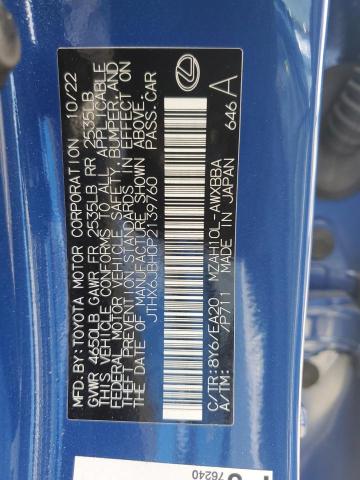 MFD.BY:TOYOTA MOTOR CORPORATION 10/22
GVWR 4650LB GAWR FR 2535LB RR 2535LB
THIS VEHICLE CONFORMS TO ALL APPLICABLE
FEDERAL MOTOR VEHICLE SAFETY, BUMPER, AND
THEFT PREVENTION STANDARDS IN EFFECT ON
THE DATE OF MANUFACTURE SHOWN ABOVE.
JTHX6JBHCP2139760 PASS.CAR
C/TR:8Y6/EA20 MZAH10L-AWXBBA
A/TM: -/P711 MADE IN JAPAN
646 A
76240